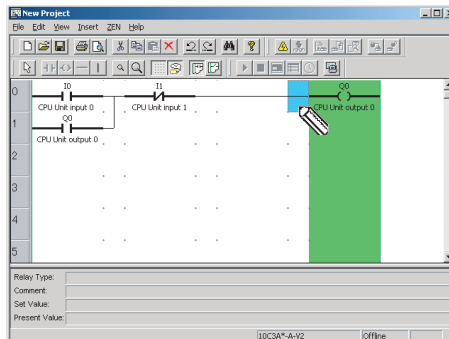 New Project
File Edit View Insert ZEN Help
0
I0
I1
Q0
CPU Unit input 0
CPU Unit input 1
CPU Unit output 0
1
Q0
CPU Unit output 0
2
3
4
5
Relay Type:
Comment:
Set Value:
Present Value:
10C3A*-A-V2
Offline